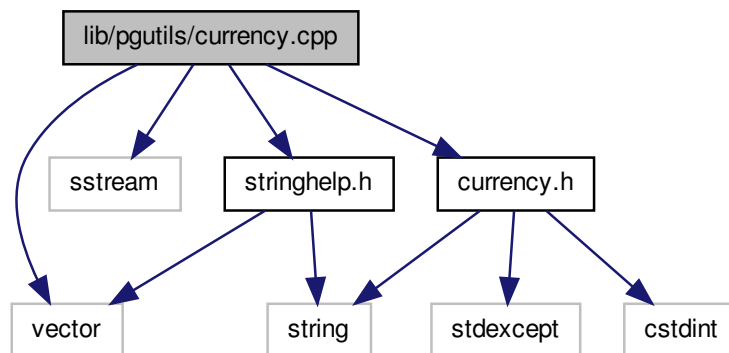 lib/pgutils/currency.cpp
sstream
stringhelp.h
currency.h
vector
string
stdexcept
cstdint